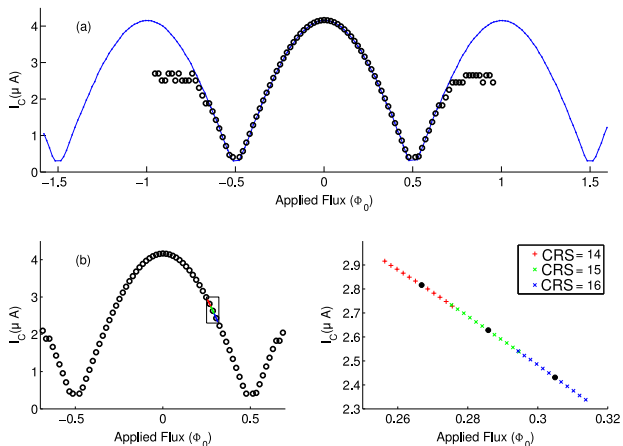 (a)
I_C(μ A)
4
3
2
1
0
−1.5 −1 −0.5 0 0.5 1 1.5
Applied Flux (Φ_0)
(b)
I_C(μ A)
4
3
2
1
0
−0.5 0 0.5
Applied Flux (Φ_0)
CRS = 14
CRS = 15
CRS = 16
I_C(μ A)
2.9
2.8
2.7
2.6
2.5
2.4
2.3
0.26 0.28 0.3 0.32
Applied Flux (Φ_0)